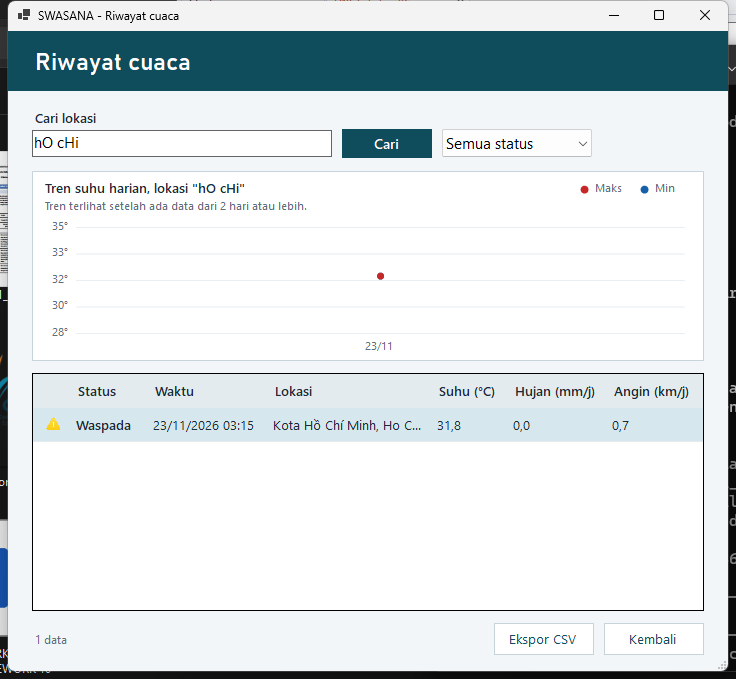 SWASANA - Riwayat cuaca
Riwayat cuaca
Cari lokasi
hO cHi
Cari
Semua status
Tren suhu harian, lokasi "hO cHi"
Maks
Min
Tren terlihat setelah ada data dari 2 hari atau lebih.
35°
33°
32°
30°
28°
23/11
Status Waktu Lokasi Suhu (°C) Hujan (mm/j) Angin (km/j)
Waspada 23/11/2026 03:15 Kota Hồ Chí Minh, Ho C... 31,8 0,0 0,7
1 data
Ekspor CSV
Kembali